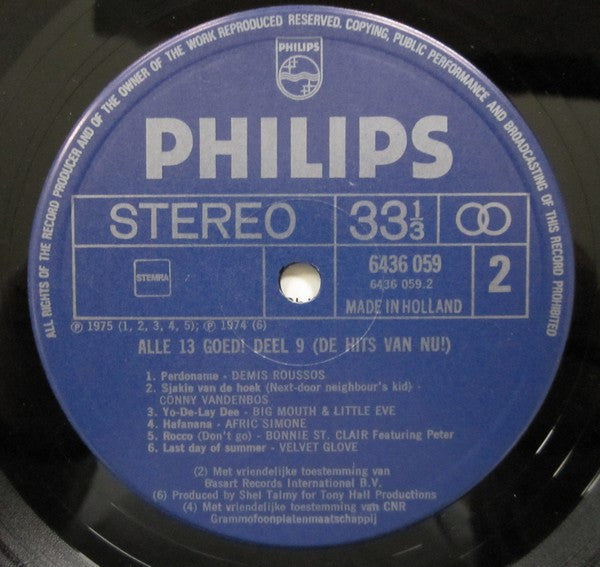 ALL RIGHTS OF THE RECORD PRODUCER AND OF THE OWNER OF THE WORK REPRODUCED RESERVED. COPYING, PUBLIC PERFORMANCE AND BROADCASTING OF THIS RECORD PROHIBITED
PHILIPS
PHILIPS
STEREO 33 1/3
STEMRA 6436 059 2
6436 059.2
MADE IN HOLLAND
Ⓟ 1975 (1, 2, 3, 4, 5); Ⓟ 1974 (6)
ALLE 13 GOED! DEEL 9 (DE HITS VAN NU!)
1. Perdoname - DEMIS ROUSSOS
2. Sjakie van de hoek (Next-door neighbour's kid) -
CONNY VANDENBOS
3. Yo-De-Lay Dee - BIG MOUTH & LITTLE EVE
4. Hafanana - AFRIC SIMONE
5. Rocco (Don't go) - BONNIE ST. CLAIR Featuring Peter
6. Last day of summer - VELVET GLOVE
(2) Met vriendelijke toestemming van
Basart Records International B.V.
(6) Produced by Shel Talmy for Tony Hall Productions
(4) Met vriendelijke toestemming van CNR
Grammofoonplatenmaatschappij